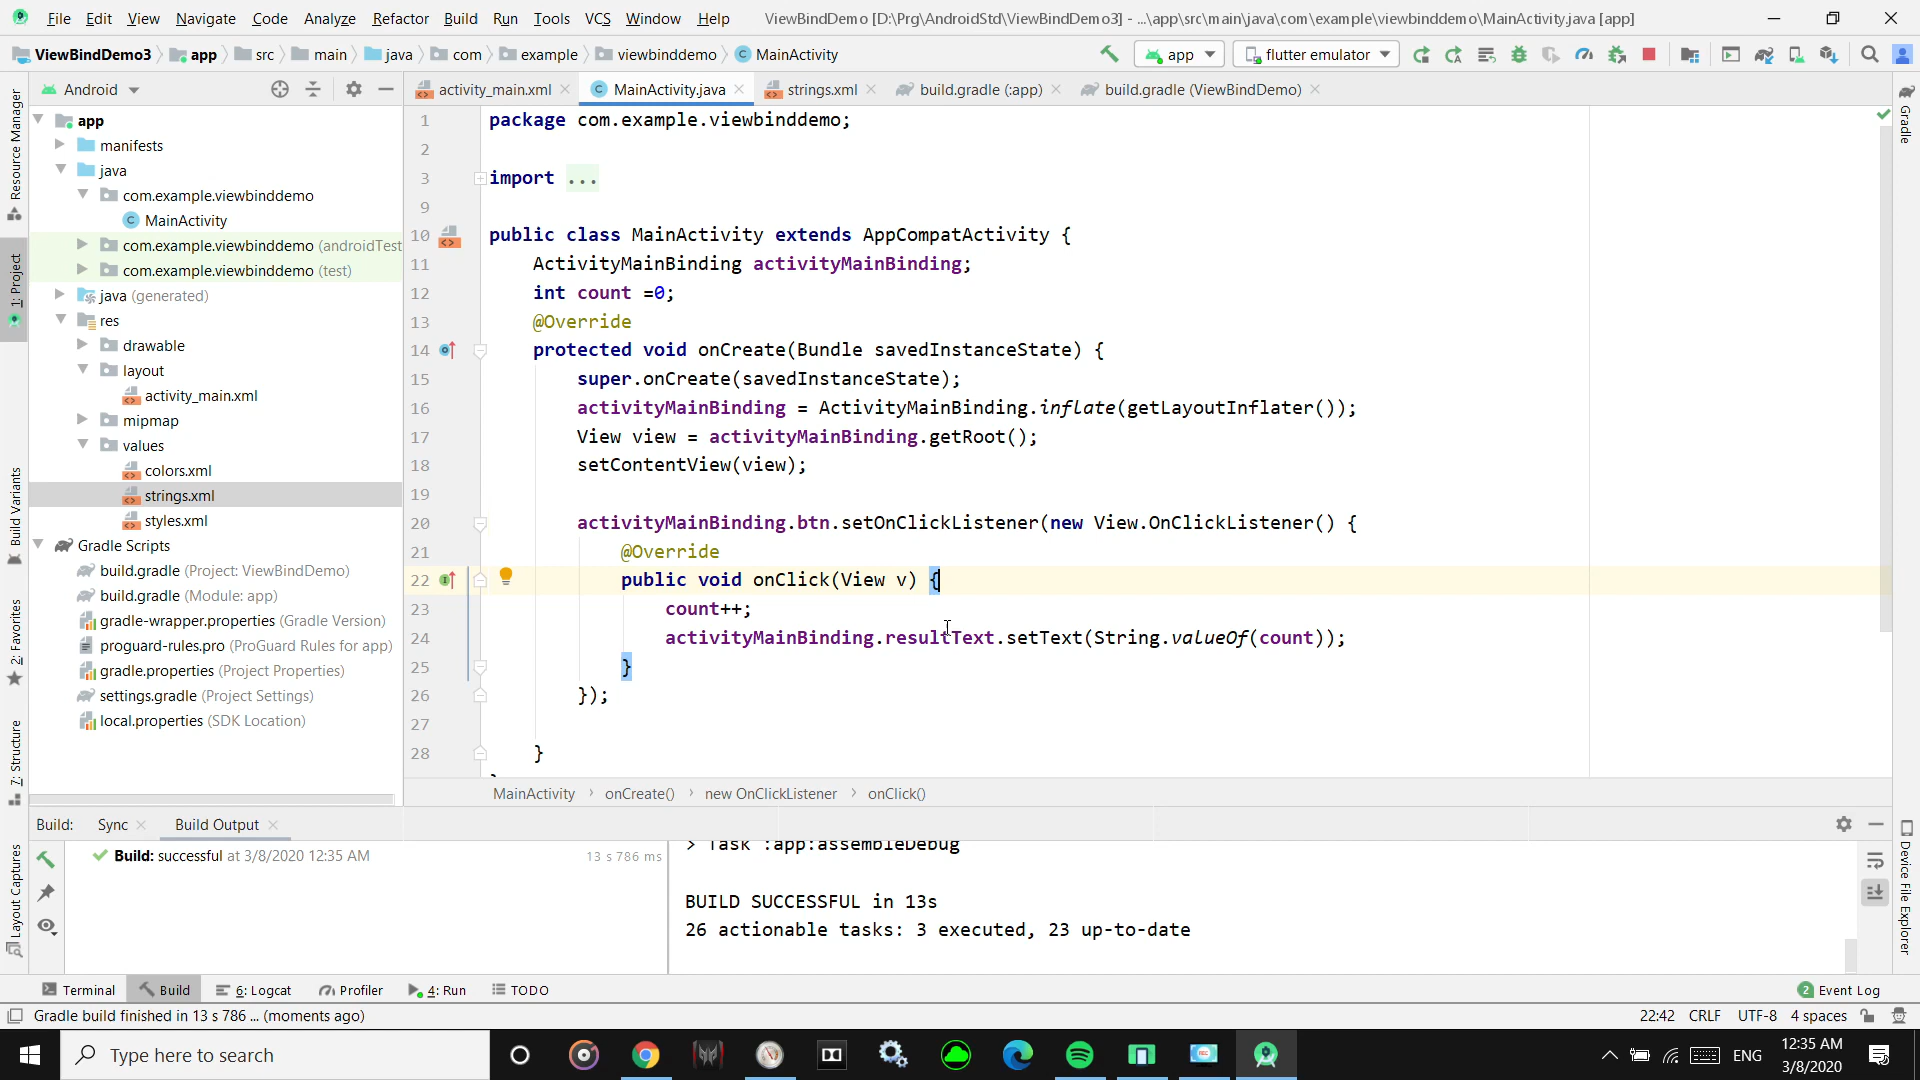 File Edit View Navigate Code Analyze Refactor Build Run Tools VCS Window Help ViewBindDemo [D:\Prg\AndroidStd\ViewBindDemo3] - ...\app\src\main\java\com\example\viewbinddemo\MainActivity.java [app]
ViewBindDemo3 app src main java com example viewbinddemo MainActivity app flutter emulator
Android activity_main.xml MainActivity.java strings.xml build.gradle (:app) build.gradle (ViewBindDemo)
Resource Manager
1: Project
Build Variants
2: Favorites
7: Structure
Layout Captures
app
manifests
java
com.example.viewbinddemo
MainActivity
com.example.viewbinddemo (androidTest
com.example.viewbinddemo (test)
java (generated)
res
drawable
layout
activity_main.xml
mipmap
values
colors.xml
strings.xml
styles.xml
Gradle Scripts
build.gradle (Project: ViewBindDemo)
build.gradle (Module: app)
gradle-wrapper.properties (Gradle Version)
proguard-rules.pro (ProGuard Rules for app)
gradle.properties (Project Properties)
settings.gradle (Project Settings)
local.properties (SDK Location)
1 package com.example.viewbinddemo;
2
3 import ...
9
10 public class MainActivity extends AppCompatActivity {
11 ActivityMainBinding activityMainBinding;
12 int count =0;
13 @Override
14 protected void onCreate(Bundle savedInstanceState) {
15 super.onCreate(savedInstanceState);
16 activityMainBinding = ActivityMainBinding.inflate(getLayoutInflater());
17 View view = activityMainBinding.getRoot();
18 setContentView(view);
19
20 activityMainBinding.btn.setOnClickListener(new View.OnClickListener() {
21 @Override
22 public void onClick(View v) {
23 count++;
24 activityMainBinding.resultText.setText(String.valueOf(count));
25 }
26 });
27
28 }
MainActivity › onCreate() › new OnClickListener › onClick()
Gradle
Device File Explorer
Build: Sync Build Output
Build: successful at 3/8/2020 12:35 AM 13 s 786 ms
> Task :app:assembleDebug
BUILD SUCCESSFUL in 13s
26 actionable tasks: 3 executed, 23 up-to-date
Terminal Build 6: Logcat Profiler 4: Run TODO 2 Event Log
Gradle build finished in 13 s 786 ... (moments ago) 22:42 CRLF UTF-8 4 spaces
Type here to search ENG 12:35 AM
3/8/2020